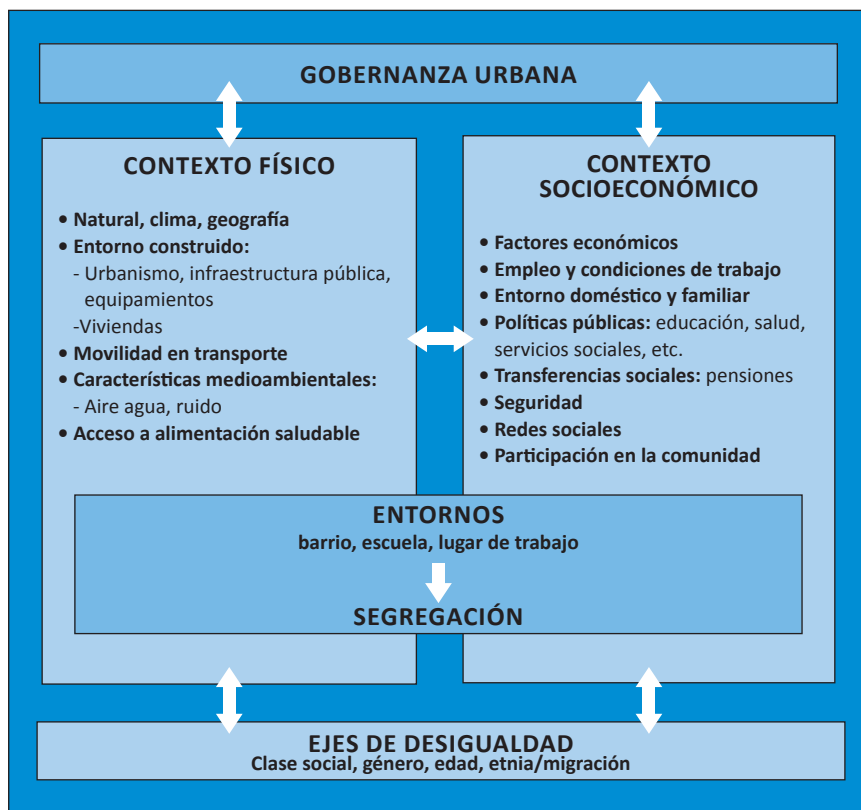 GOBERNANZA URBANA
CONTEXTO FÍSICO
• Natural, clima, geografía
• Entorno construido:
- Urbanismo, infraestructura pública,
equipamientos
-Viviendas
• Movilidad en transporte
• Características medioambientales:
- Aire agua, ruido
• Acceso a alimentación saludable
CONTEXTO
SOCIOECONÓMICO
• Factores económicos
• Empleo y condiciones de trabajo
• Entorno doméstico y familiar
• Políticas públicas: educación, salud,
servicios sociales, etc.
• Transferencias sociales: pensiones
• Seguridad
• Redes sociales
• Participación en la comunidad
ENTORNOS
barrio, escuela, lugar de trabajo
SEGREGACIÓN
EJES DE DESIGUALDAD
Clase social, género, edad, etnia/migración